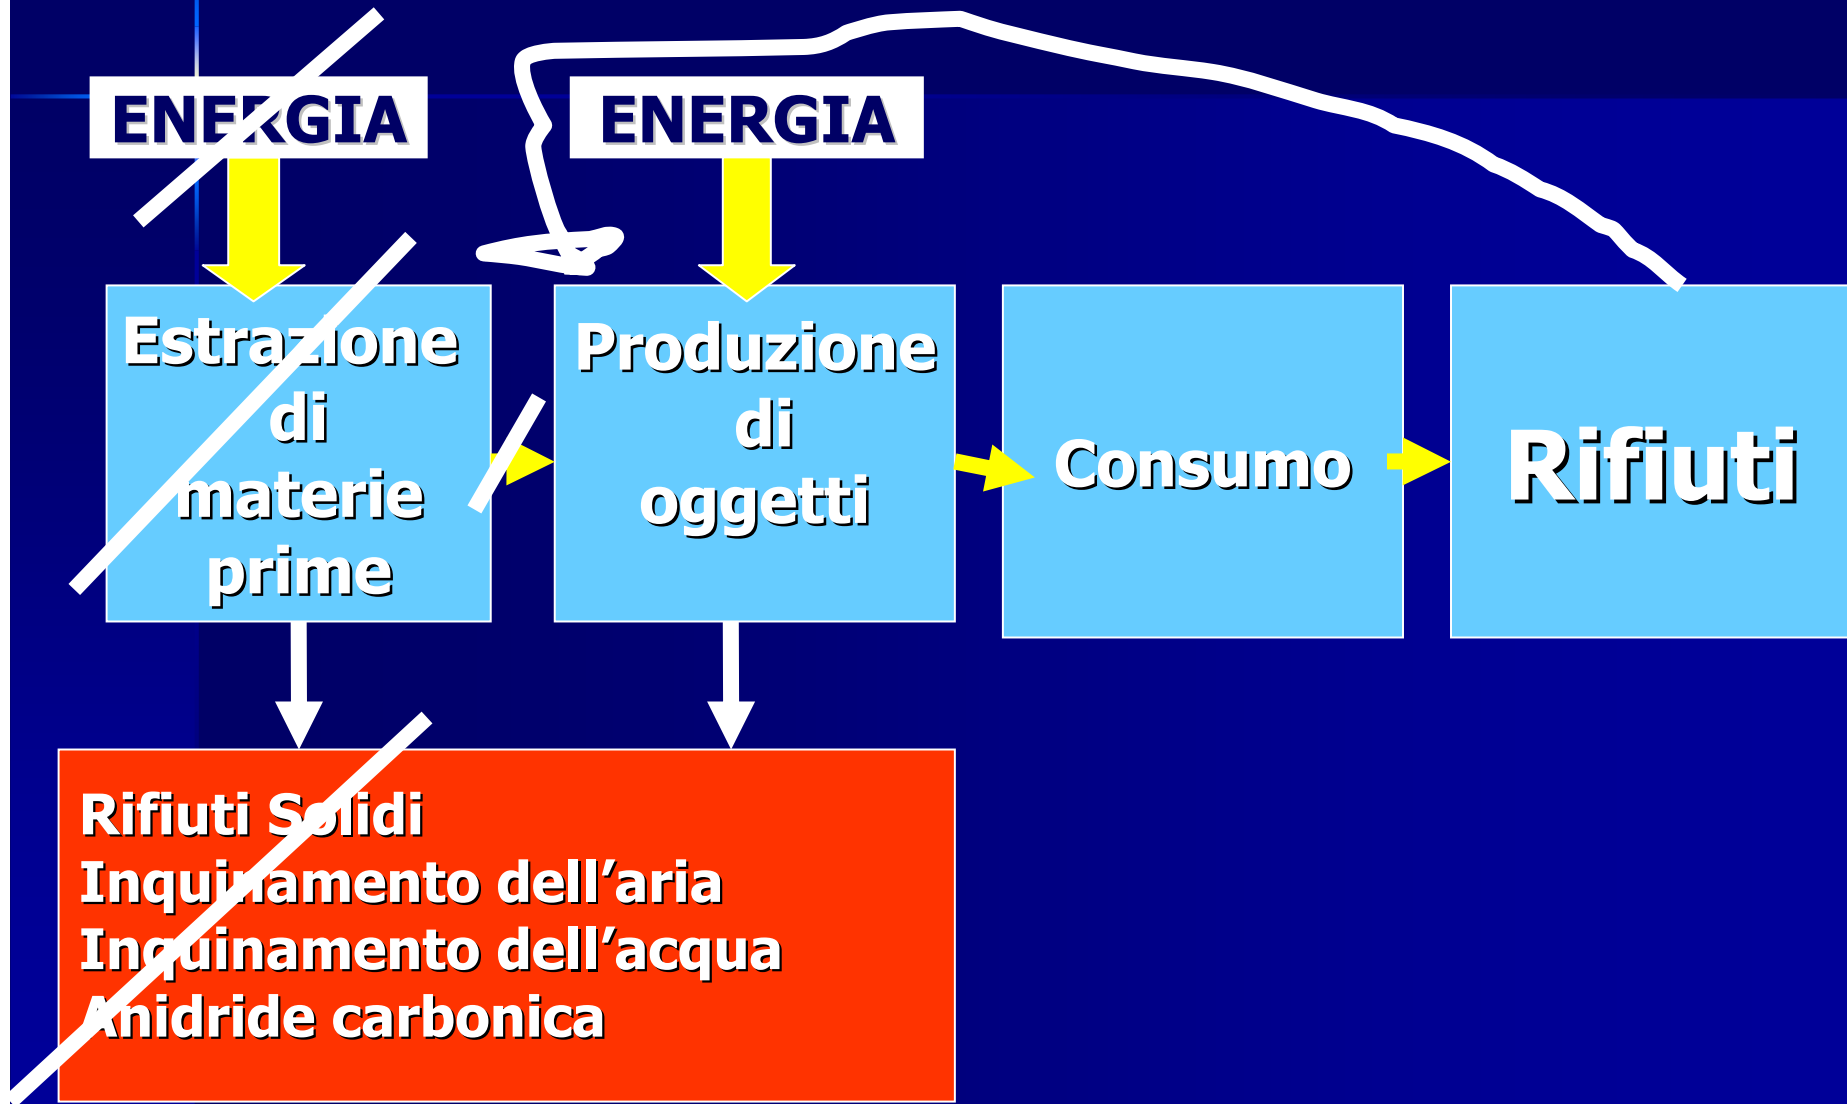 ENERGIA
ENERGIA
Estrazione
di
materie
prime
Produzione
di
oggetti
Consumo
Rifiuti
Rifiuti Solidi
Inquinamento dell’aria
Inquinamento dell’acqua
Anidride carbonica